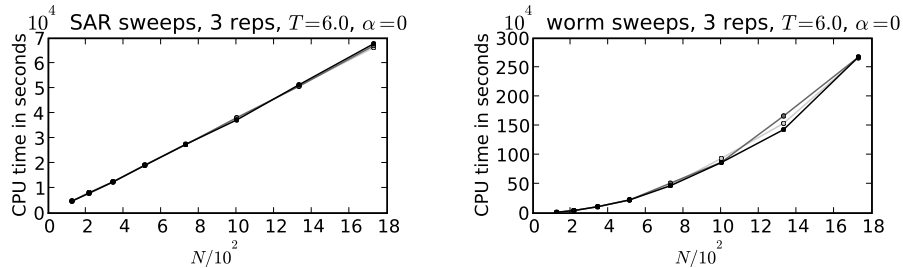 10^4 SAR sweeps, 3 reps, T=6.0, α=0
CPU time in seconds
7
6
5
4
3
2
1
0
0 2 4 6 8 10 12 14 16 18
N/10^2
10^4 worm sweeps, 3 reps, T=6.0, α=0
CPU time in seconds
300
250
200
150
100
50
0
0 2 4 6 8 10 12 14 16 18
N/10^2